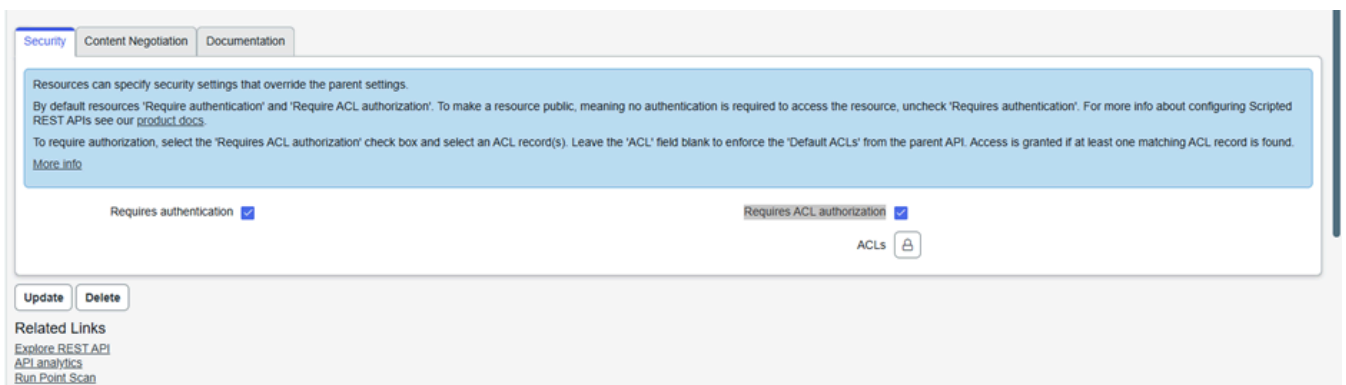 Security Content Negotiation Documentation
Resources can specify security settings that override the parent settings.
By default resources 'Require authentication' and 'Require ACL authorization'. To make a resource public, meaning no authentication is required to access the resource, uncheck 'Requires authentication'. For more info about configuring Scripted
REST APIs see our product docs.
To require authorization, select the 'Requires ACL authorization' check box and select an ACL record(s). Leave the 'ACL' field blank to enforce the 'Default ACLs' from the parent API. Access is granted if at least one matching ACL record is found.
More info
Requires authentication Requires ACL authorization
ACLs
Update Delete
Related Links
Explore REST API
API analytics
Run Point Scan